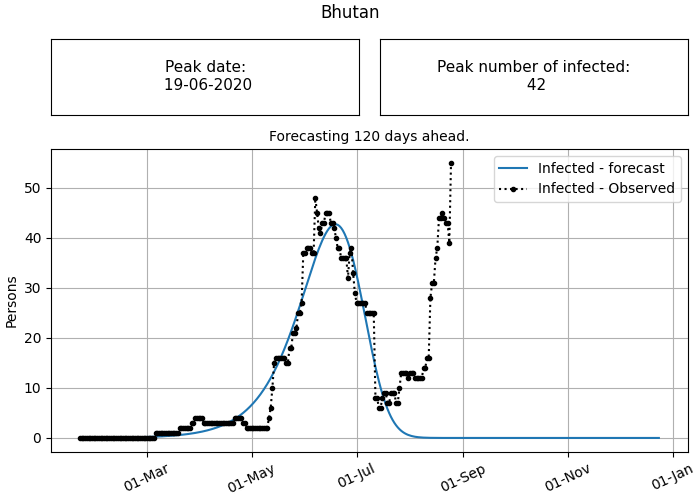 Bhutan
Peak date:
19-06-2020
Peak number of infected:
42
Forecasting 120 days ahead.
Infected - forecast
Infected - Observed
Persons
50
40
30
20
10
0
01-Mar
01-May
01-Jul
01-Sep
01-Nov
01-Jan